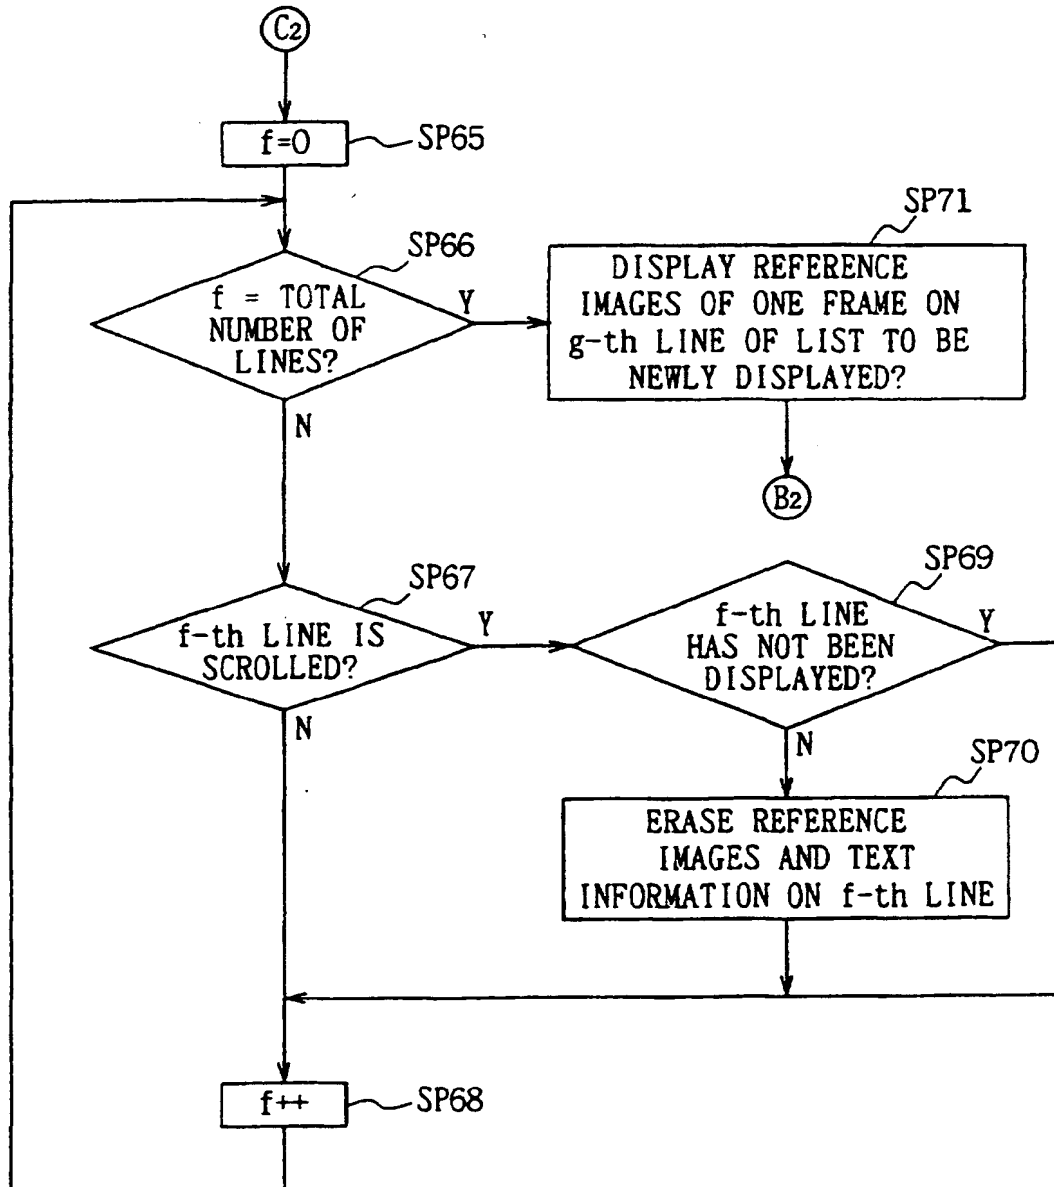 C2
f=0
SP65
SP66
f = TOTAL
NUMBER OF
LINES?
Y
N
SP71
DISPLAY REFERENCE
IMAGES OF ONE FRAME ON
g-th LINE OF LIST TO BE
NEWLY DISPLAYED?
B2
SP67
f-th LINE IS
SCROLLED?
Y
N
SP69
f-th LINE
HAS NOT BEEN
DISPLAYED?
Y
N
SP70
ERASE REFERENCE
IMAGES AND TEXT
INFORMATION ON f-th LINE
f++
SP68